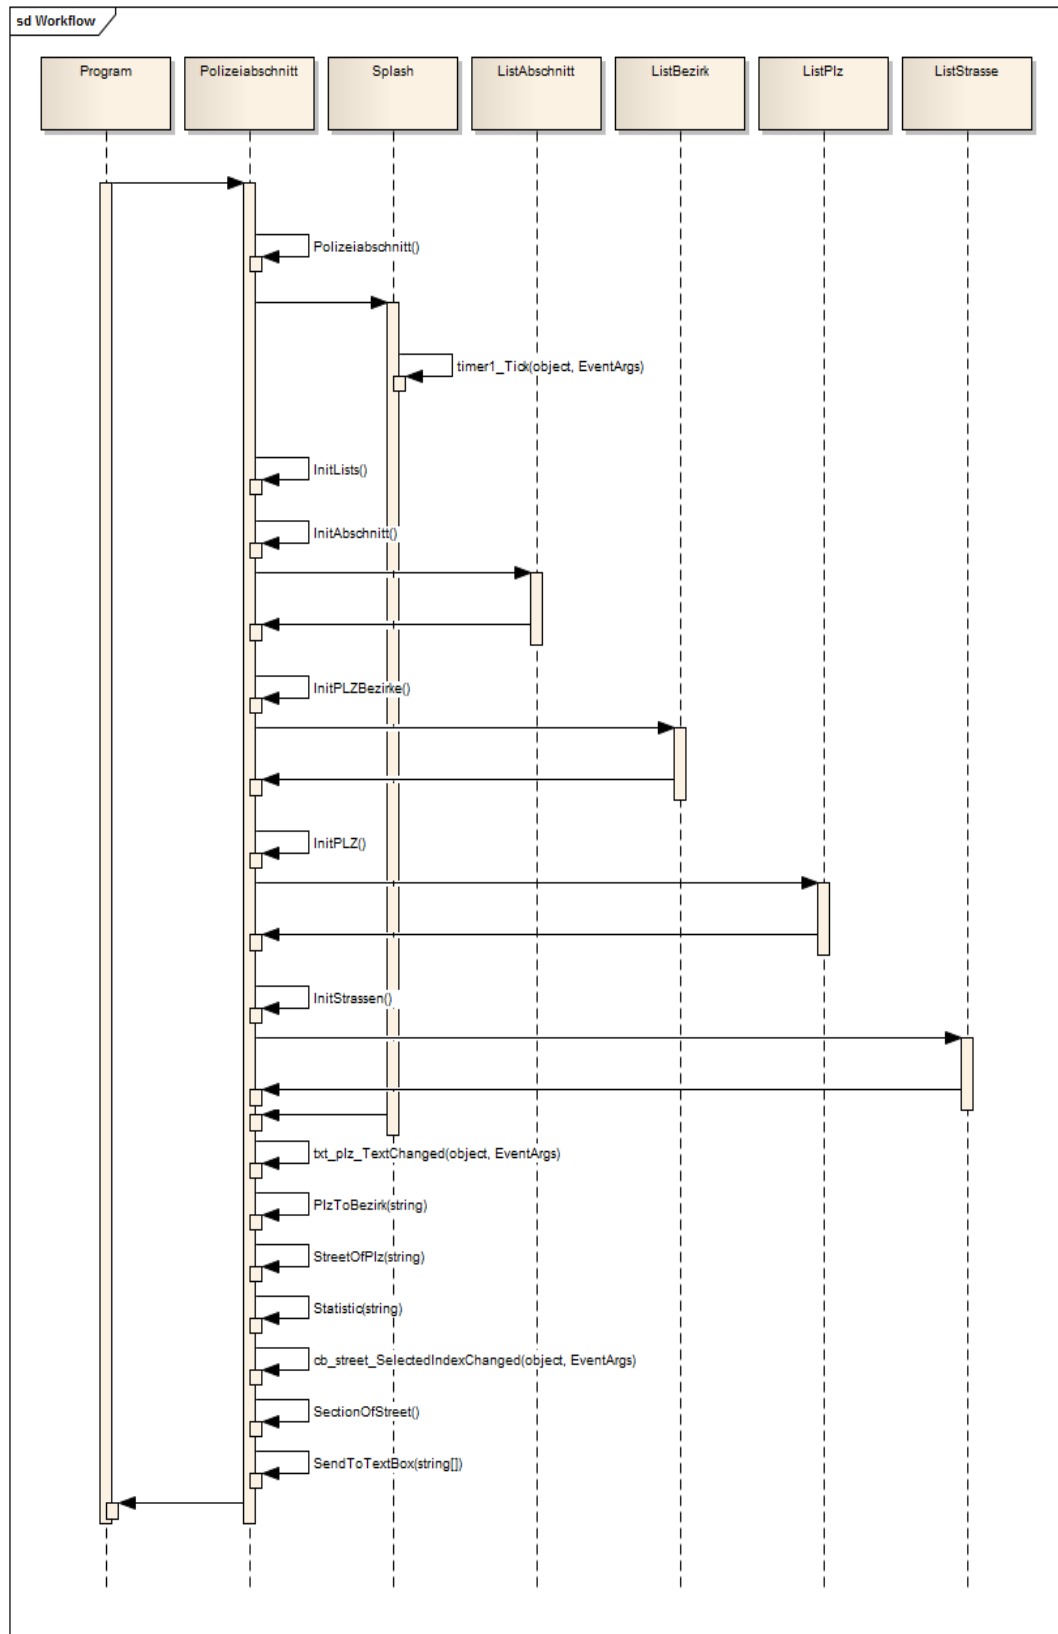 sd Workflow
Program
Polizeiabschnitt
Splash
ListAbschnitt
ListBezirk
ListPlz
ListStrasse
Polizeiabschnitt()
timer1_Tick(object, EventArgs)
InitLists()
InitAbschnitt()
InitPLZBezirke()
InitPLZ()
InitStrassen()
txt_plz_TextChanged(object, EventArgs)
PlzToBezirk(string)
StreetOfPlz(string)
Statistic(string)
cb_street_SelectedIndexChanged(object, EventArgs)
SectionOfStreet()
SendToTextBox(string[])